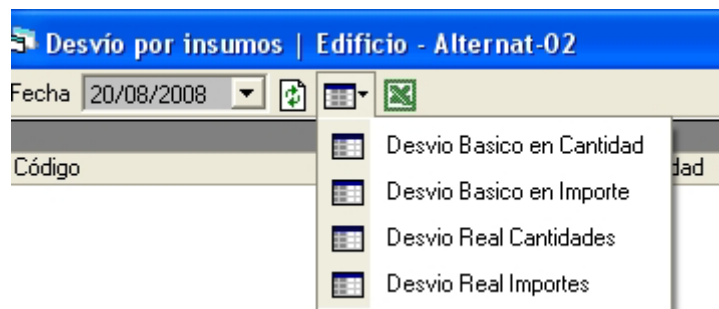 Desvío por insumos | Edificio - Alternat-02
Fecha 20/08/2008
Desvio Basico en Cantidad
Código dad
Desvio Basico en Importe
Desvio Real Cantidades
Desvio Real Importes